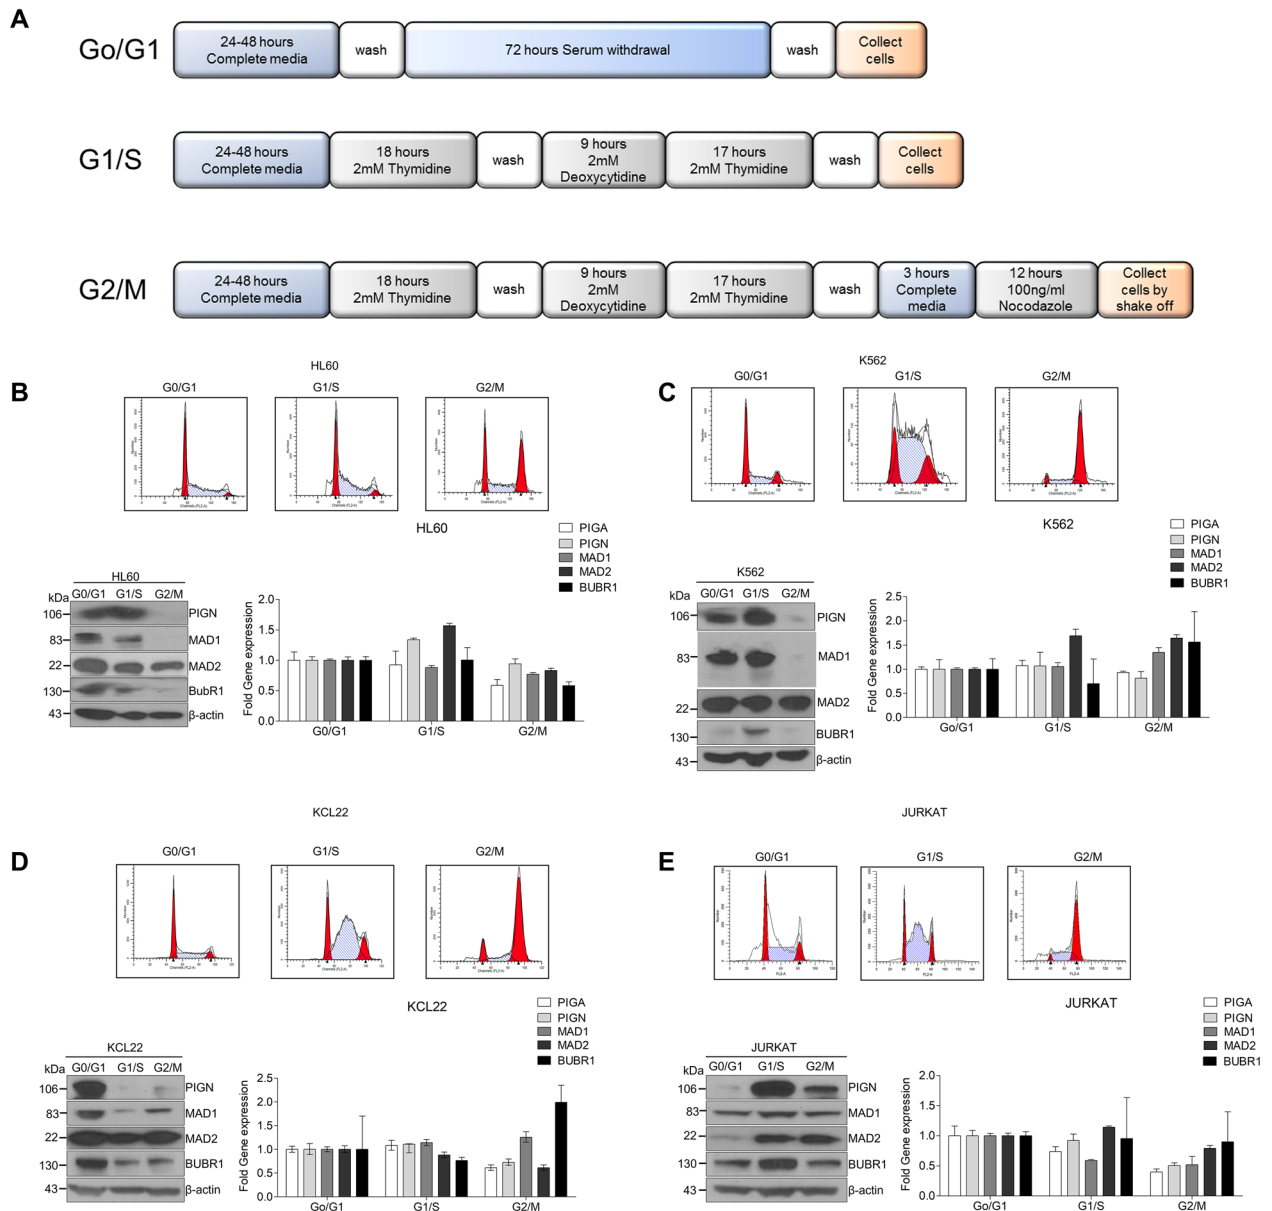 A
Go/G1
24-48 hours
Complete media
wash
72 hours Serum withdrawal
wash
Collect
cells
G1/S
24-48 hours
Complete media
18 hours
2mM Thymidine
wash
9 hours
2mM
Deoxycytidine
17 hours
2mM Thymidine
wash
Collect
cells
G2/M
24-48 hours
Complete media
18 hours
2mM Thymidine
wash
9 hours
2mM
Deoxycytidine
17 hours
2mM Thymidine
wash
3 hours
Complete
media
12 hours
100ng/ml
Nocodazole
Collect
cells by
shake off
B
HL60
G0/G1
G1/S
G2/M
HL60
PIGA
PIGN
MAD1
MAD2
BUBR1
HL60
kDa G0/G1 G1/S G2/M
106 PIGN
83 MAD1
22 MAD2
130 BubR1
43 β-actin
Fold Gene expression
2.0
1.5
1.0
0.5
0.0
G0/G1 G1/S G2/M
C
K562
G0/G1
G1/S
G2/M
K562
PIGA
PIGN
MAD1
MAD2
BUBR1
K562
kDa G0/G1 G1/S G2/M
106 PIGN
83 MAD1
22 MAD2
130 BUBR1
43 β-actin
Fold Gene expression
2.5
2.0
1.5
1.0
0.5
0.0
Go/G1 G1/S G2/M
D
KCL22
G0/G1
G1/S
G2/M
KCL22
PIGA
PIGN
MAD1
MAD2
BUBR1
KCL22
kDa G0/G1 G1/S G2/M
106 PIGN
83 MAD1
22 MAD2
130 BUBR1
43 β-actin
Fold Gene expression
2.5
2.0
1.5
1.0
0.5
0.0
Go/G1 G1/S G2/M
E
JURKAT
G0/G1
G1/S
G2/M
JURKAT
PIGA
PIGN
MAD1
MAD2
BUBR1
JURKAT
kDa G0/G1 G1/S G2/M
106 PIGN
83 MAD1
22 MAD2
130 BUBR1
43 β-actin
Fold Gene expression
2.0
1.5
1.0
0.5
0.0
Go/G1 G1/S G2/M